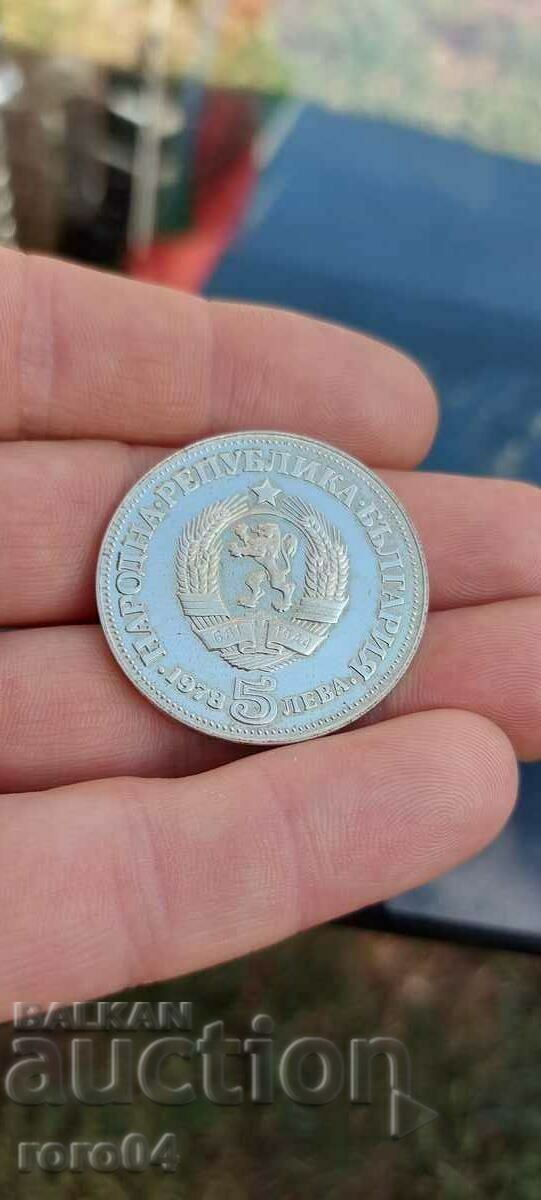 НАРОДНА·РЕПУБЛИКА·БЪЛГАРИЯ·
681 1944
·1978 5 ЛЕВА·
BALKAN
auction
roro04